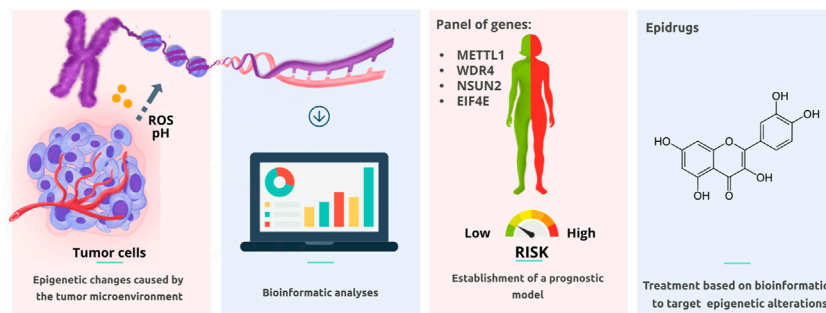 ROS
pH
Tumor cells
Epigenetic changes caused by
the tumor microenvironment
Bioinformatic analyses
Panel of genes:
• METTL1
• WDR4
• NSUN2
• EIF4E
Low
High
RISK
Establishment of a prognostic
model
Epidrugs
OH
OH
HO
O
OH
OH
O
Treatment based on bioinformatic
to target epigenetic alterations